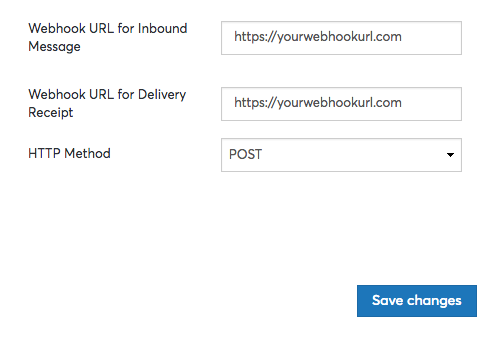 Webhook URL for Inbound
Message
https://yourwebhookurl.com
Webhook URL for Delivery
Receipt
https://yourwebhookurl.com
HTTP Method
POST
Save changes